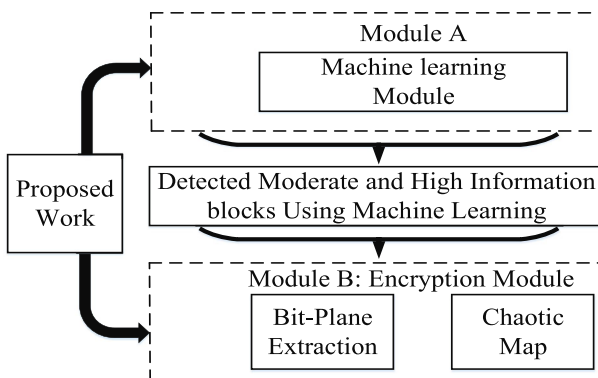 Module A
Machine learning
Module
Proposed
Work
Detected Moderate and High Information
blocks Using Machine Learning
Module B: Encryption Module
Bit-Plane
Extraction
Chaotic
Map